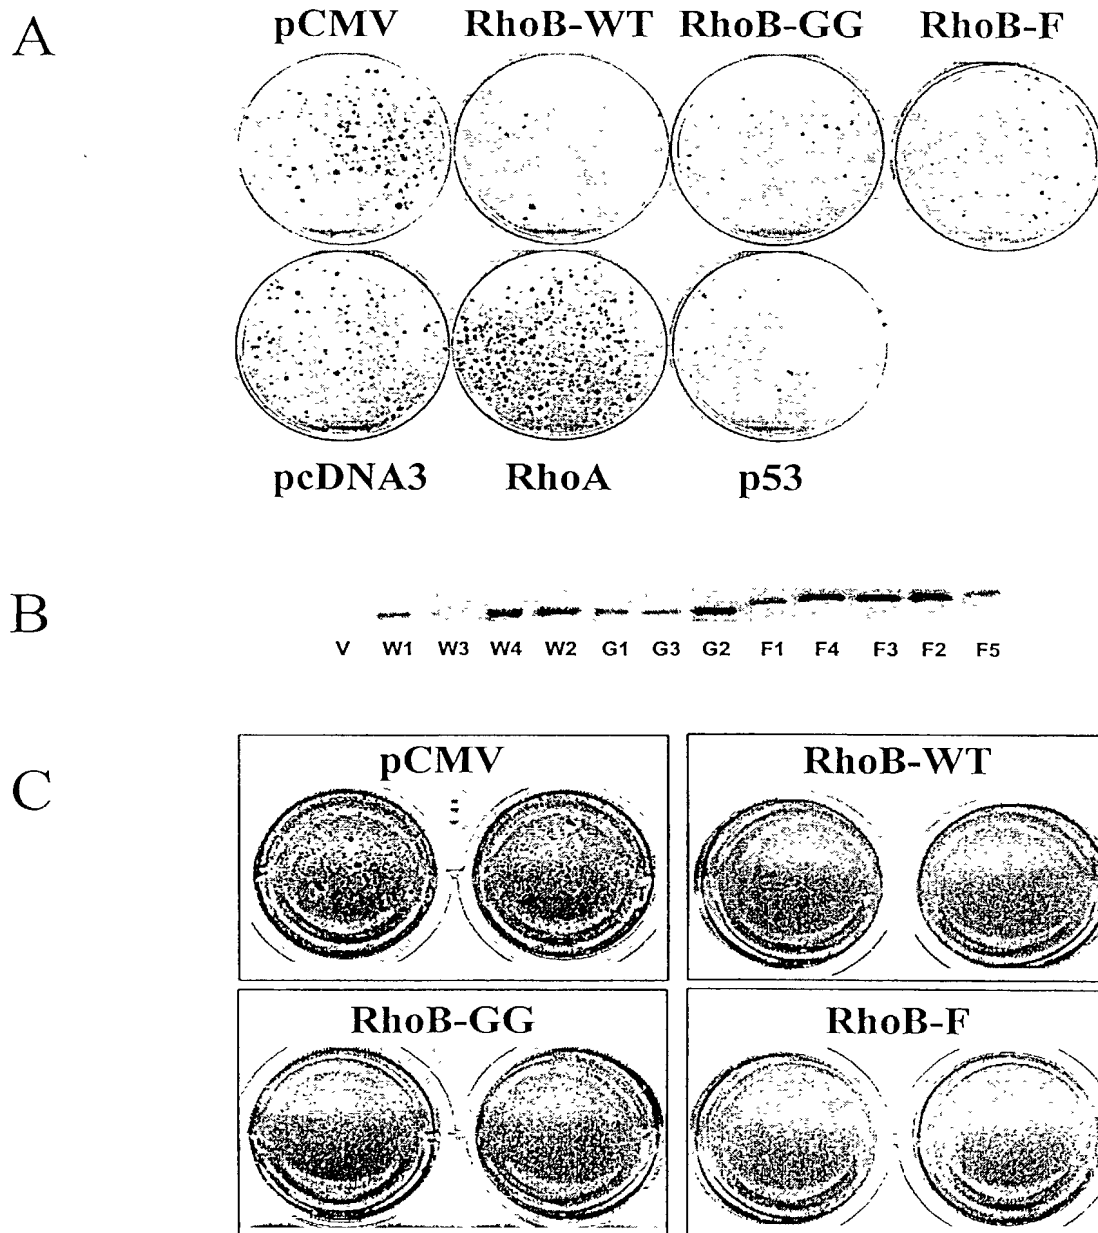 A
pCMV RhoB-WT RhoB-GG RhoB-F
pcDNA3 RhoA p53
B
V W1 W3 W4 W2 G1 G3 G2 F1 F4 F3 F2 F5
C
pCMV RhoB-WT
RhoB-GG RhoB-F